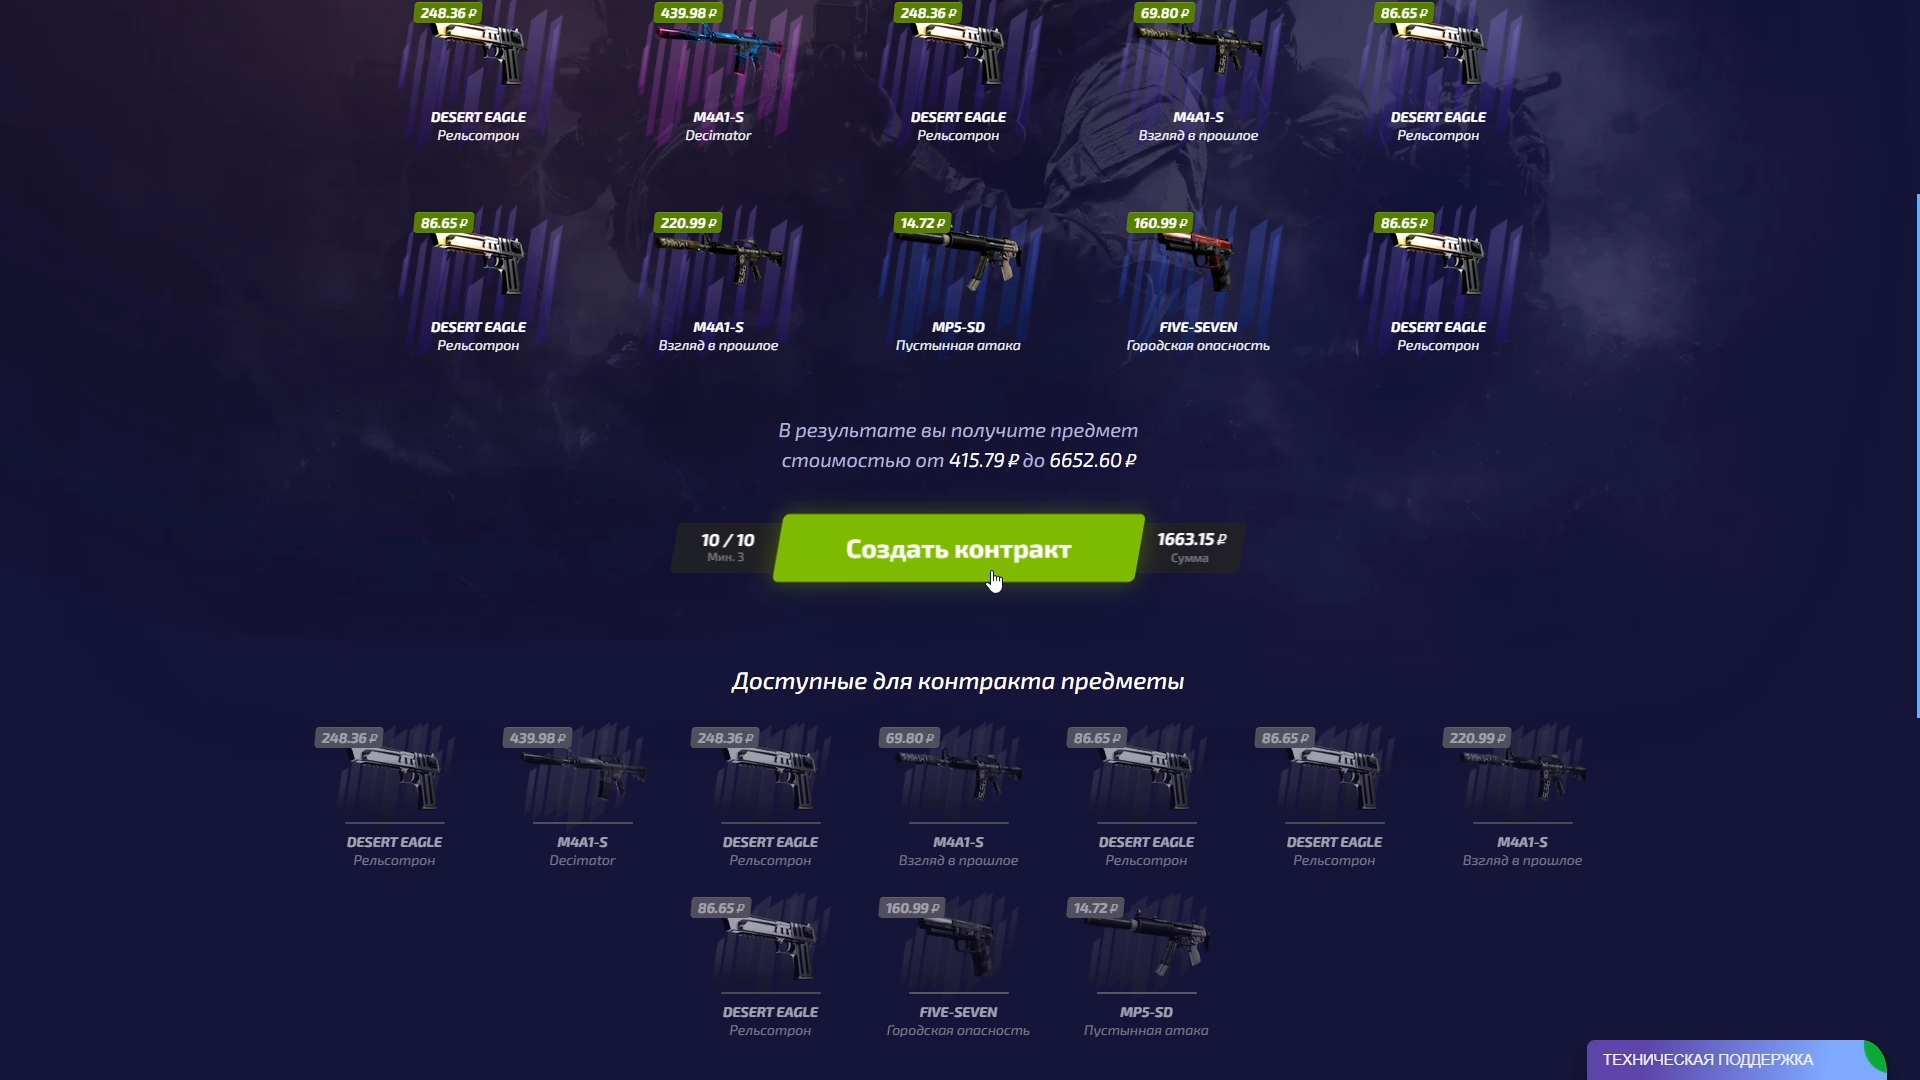 248.36 ₽
439.98 ₽
248.36 ₽
69.80 ₽
86.65 ₽
DESERT EAGLE
Рельсотрон
M4A1-S
Decimator
DESERT EAGLE
Рельсотрон
M4A1-S
Взгляд в прошлое
DESERT EAGLE
Рельсотрон
86.65 ₽
220.99 ₽
14.72 ₽
160.99 ₽
86.65 ₽
DESERT EAGLE
Рельсотрон
M4A1-S
Взгляд в прошлое
MP5-SD
Пустынная атака
FIVE-SEVEN
Городская опасность
DESERT EAGLE
Рельсотрон
В результате вы получите предмет
стоимостью от 415.79 ₽ до 6652.60 ₽
10 / 10
Мин. 3
Создать контракт
1663.15 ₽
Сумма
Доступные для контракта предметы
248.36 ₽
439.98 ₽
248.36 ₽
69.80 ₽
86.65 ₽
86.65 ₽
220.99 ₽
DESERT EAGLE
Рельсотрон
M4A1-S
Decimator
DESERT EAGLE
Рельсотрон
M4A1-S
Взгляд в прошлое
DESERT EAGLE
Рельсотрон
DESERT EAGLE
Рельсотрон
M4A1-S
Взгляд в прошлое
86.65 ₽
160.99 ₽
14.72 ₽
DESERT EAGLE
Рельсотрон
FIVE-SEVEN
Городская опасность
MP5-SD
Пустынная атака
ТЕХНИЧЕСКАЯ ПОДДЕРЖКА